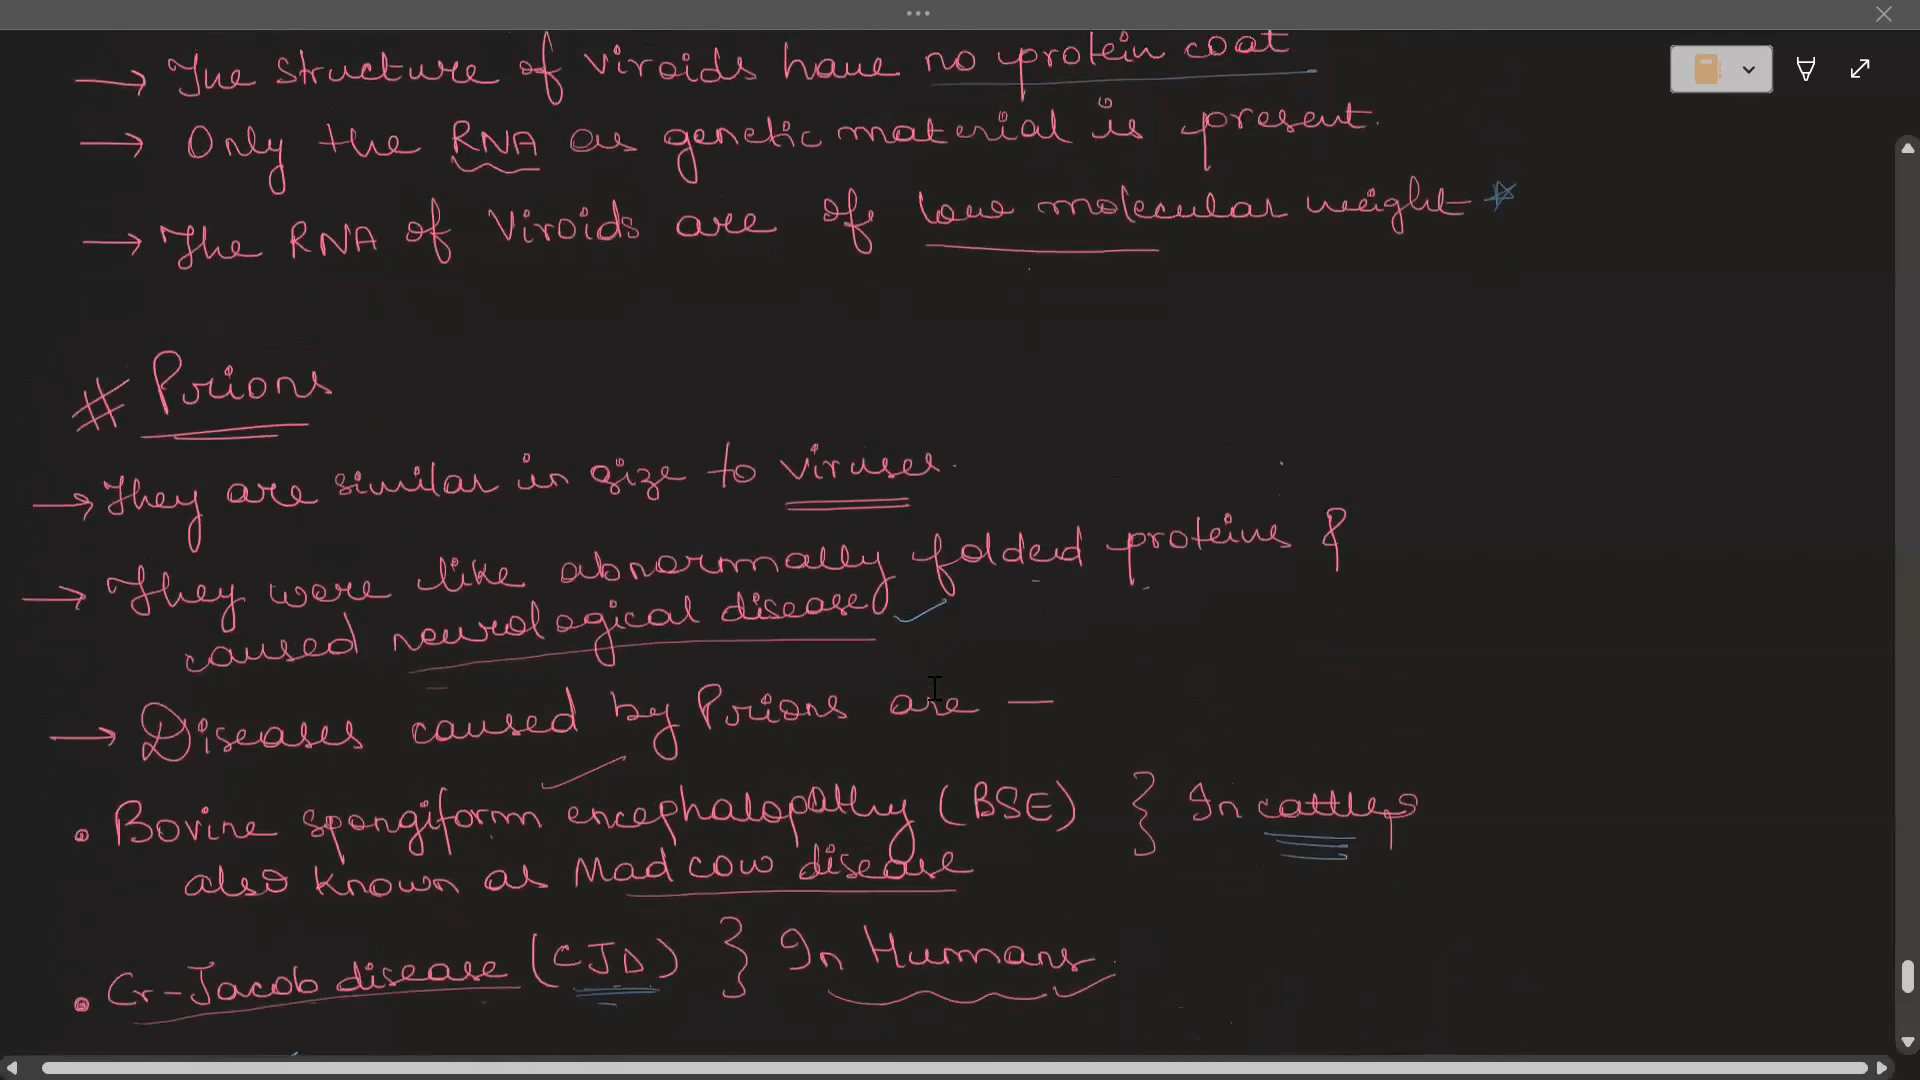 → The structure of Viroids have no protein coat
→ Only the RNA as genetic material is present.
→ The RNA of Viroids are of low molecular weight ☆
# Prions
→ They are similar in size to viruses.
→ They were like abnormally folded proteins &
caused neurological disease
→ Diseases caused by Prions are —
• Bovine spongiform encephalopathy (BSE) } In cattles
also known as Mad cow disease
• Cr-Jacob disease (CJD) } In Humans.